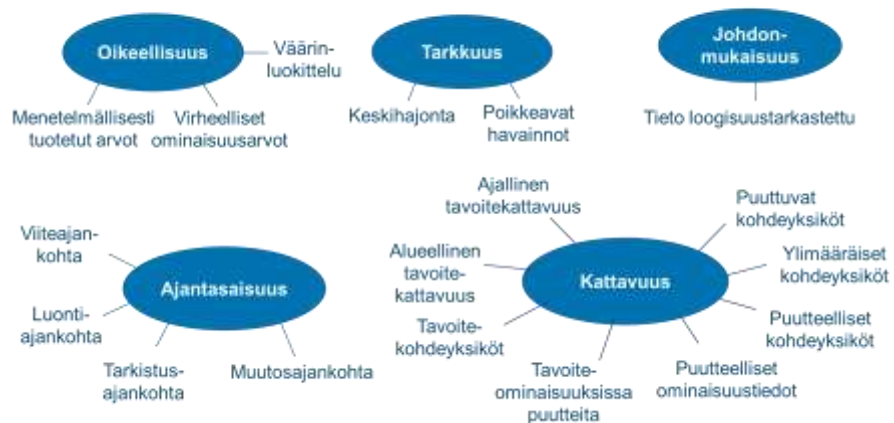 Oikeellisuus
Väärin-
luokittelu
Menetelmällisesti
tuotetut arvot
Virheelliset
ominaisuusarvot
Tarkkuus
Keskihajonta
Poikkeavat
havainnot
Johdon-
mukaisuus
Tieto loogisuustarkastettu
Viiteajan-
kohta
Ajantasaisuus
Luonti-
ajankohta
Tarkistus-
ajankohta
Muutosajankohta
Ajallinen
tavoitekattavuus
Puuttuvat
kohdeyksiköt
Alueellinen
tavoite-
kattavuus
Kattavuus
Ylimääräiset
kohdeyksiköt
Tavoite-
kohdeyksiköt
Puutteelliset
kohdeyksiköt
Tavoite-
ominaisuuksissa
puutteita
Puutteelliset
ominaisuustiedot